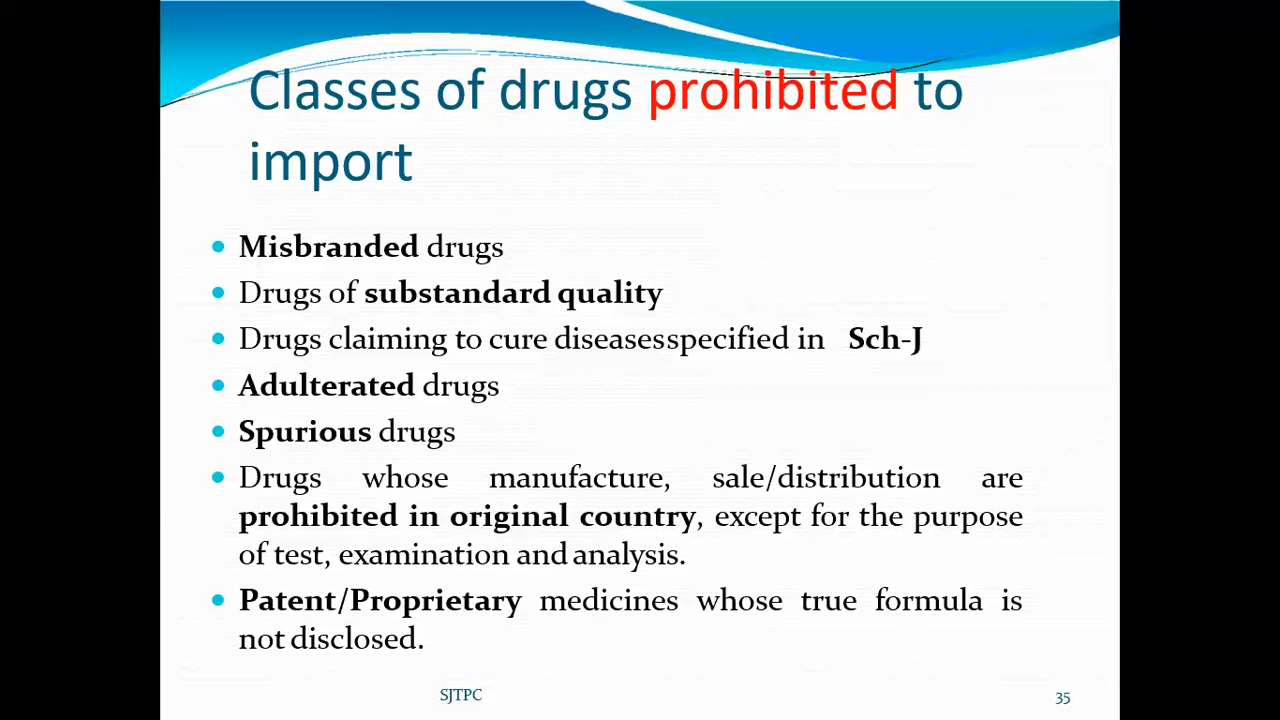 Classes of drugs prohibited to
import
Misbranded drugs
Drugs of substandard quality
Drugs claiming to cure diseases specified in Sch-J
Adulterated drugs
Spurious drugs
Drugs whose manufacture, sale/distribution are
prohibited in original country, except for the purpose
of test, examination and analysis.
Patent/Proprietary medicines whose true formula is
not disclosed.
SJTPC
35